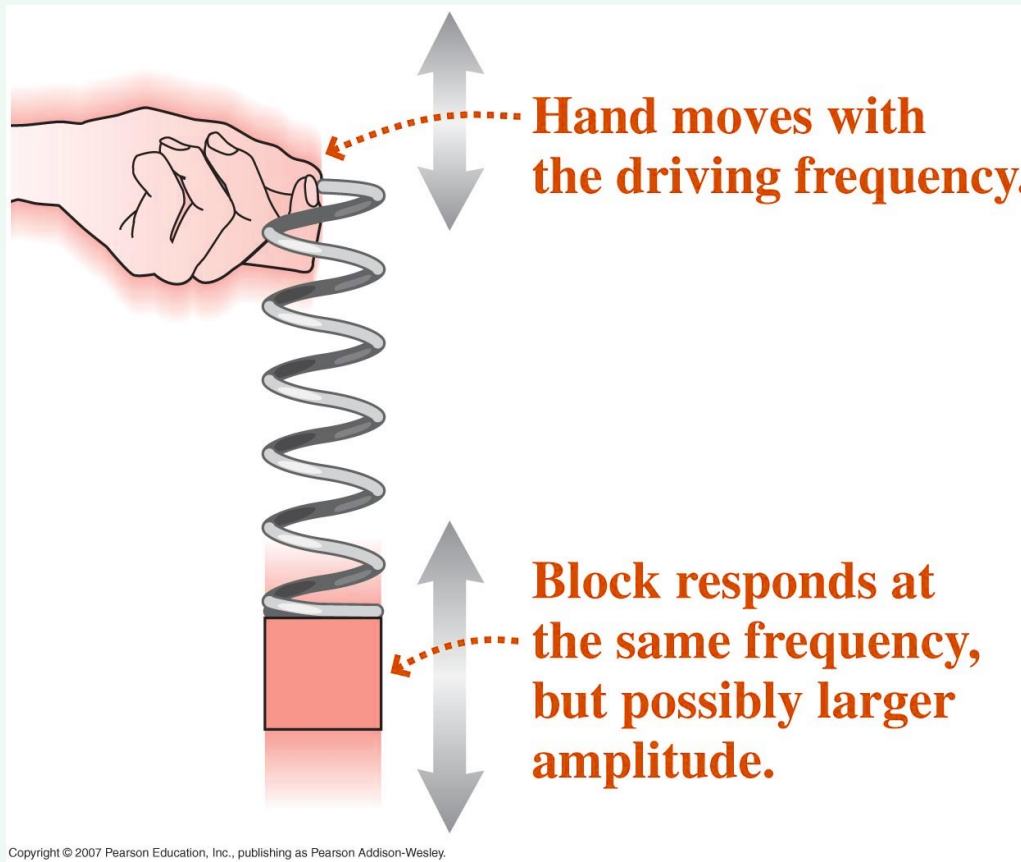 Hand moves with
the driving frequency.
Block responds at
the same frequency,
but possibly larger
amplitude.
Copyright © 2007 Pearson Education, Inc., publishing as Pearson Addison-Wesley.